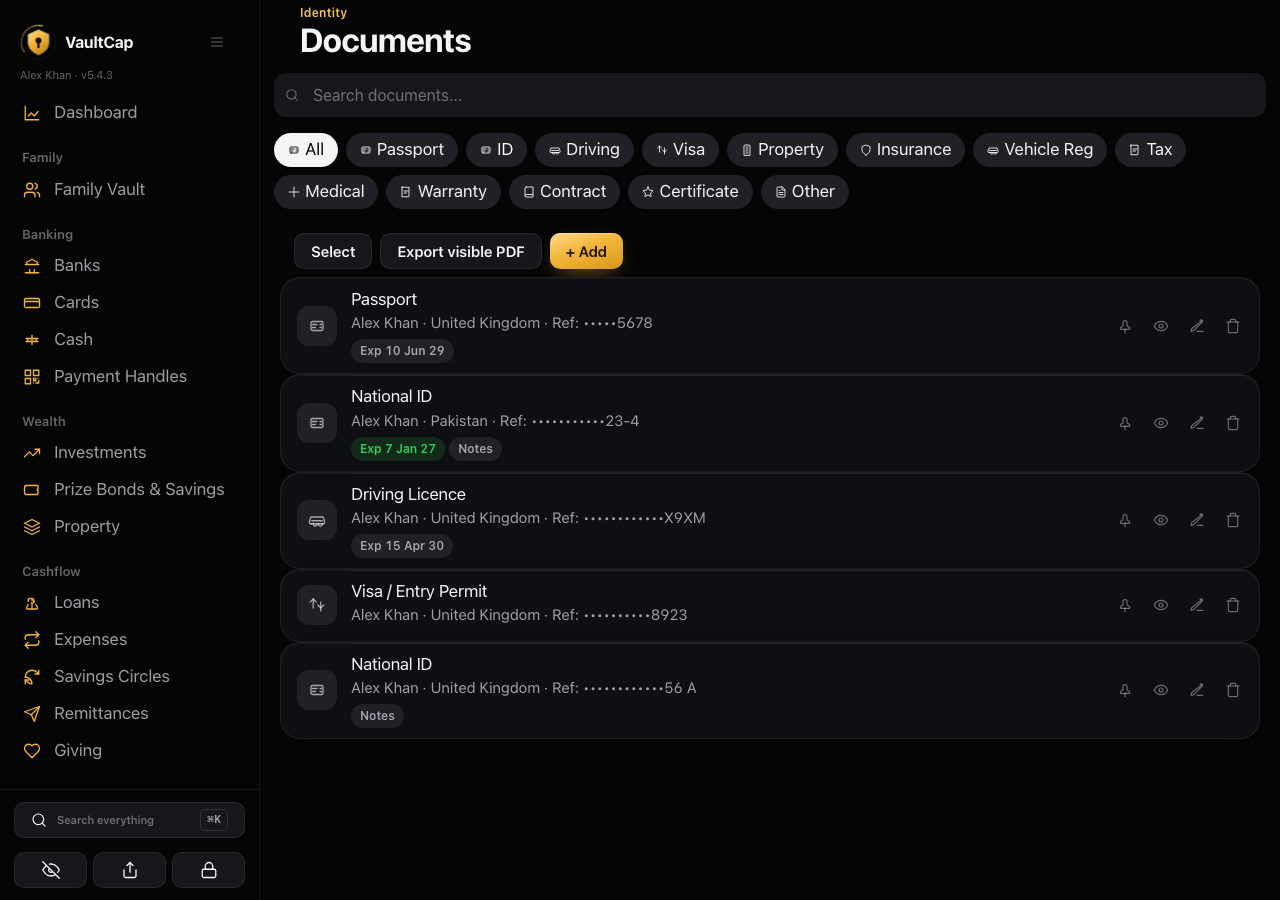 VaultCap
Alex Khan · v5.4.3
Dashboard
Family
Family Vault
Banking
Banks
Cards
Cash
Payment Handles
Wealth
Investments
Prize Bonds & Savings
Property
Cashflow
Loans
Expenses
Savings Circles
Remittances
Giving
Search everything ⌘K
Identity
Documents
Search documents...
All Passport ID Driving Visa Property Insurance Vehicle Reg Tax
Medical Warranty Contract Certificate Other
Select Export visible PDF + Add
Passport
Alex Khan · United Kingdom · Ref: •••••5678
Exp 10 Jun 29
National ID
Alex Khan · Pakistan · Ref: •••••••••••23-4
Exp 7 Jan 27 Notes
Driving Licence
Alex Khan · United Kingdom · Ref: ••••••••••••X9XM
Exp 15 Apr 30
Visa / Entry Permit
Alex Khan · United Kingdom · Ref: ••••••••••8923
National ID
Alex Khan · United Kingdom · Ref: ••••••••••••56 A
Notes